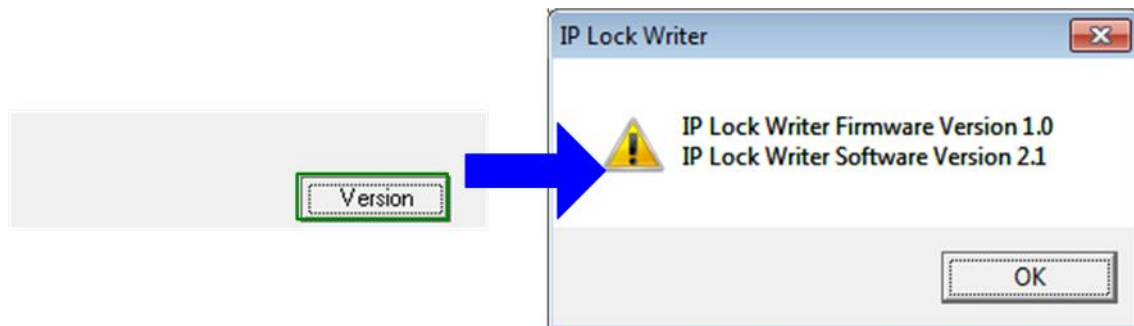 Version
IP Lock Writer
IP Lock Writer Firmware Version 1.0
IP Lock Writer Software Version 2.1
OK